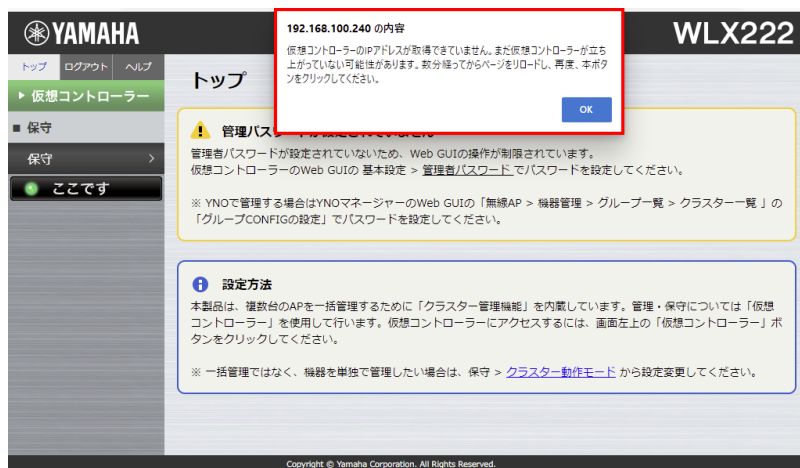 YAMAHA
WLX222
192.168.100.240 の内容
仮想コントローラーのIPアドレスが取得できていません。まだ仮想コントローラーが立ち
上がっていない可能性があります。数分経ってからページをリロードし、再度、本ボタ
ンをクリックしてください。
OK
トップ ログアウト ヘルプ
仮想コントローラー
保守
保守
ここです
トップ
管理パス
管理者パスワードが設定されていないため、Web GUIの操作が制限されています。
仮想コントローラーのWeb GUIの 基本設定 > 管理者パスワード でパスワードを設定してください。
※ YNOで管理する場合はYNOマネージャーのWeb GUIの「無線AP > 機器管理 > グループ一覧 > クラスター一覧 」の
「グループCONFIGの設定」でパスワードを設定してください。
設定方法
本製品は、複数台のAPを一括管理するために「クラスター管理機能」を内蔵しています。管理・保守については「仮想
コントローラー」を使用して行います。仮想コントローラーにアクセスするには、画面左上の「仮想コントローラー」ボ
タンをクリックしてください。
※ 一括管理ではなく、機器を単独で管理したい場合は、保守 > クラスター動作モード から設定変更してください。
Copyright © Yamaha Corporation. All Rights Reserved.